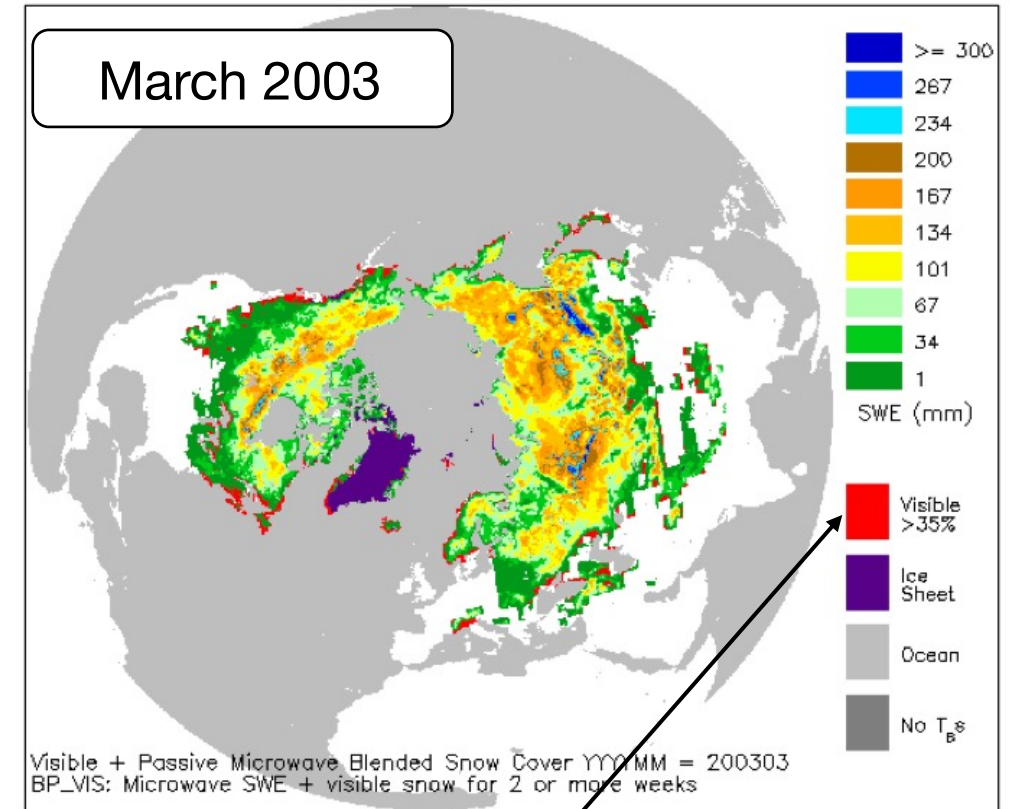 March 2003
>= 300
267
234
200
167
134
101
67
34
1
SWE (mm)
Visible
>35%
Ice
Sheet
Ocean
No TBs
Visible + Passive Microwave Blended Snow Cover YYYYMM = 200303
BP_VIS: Microwave SWE + visible snow for 2 or more weeks